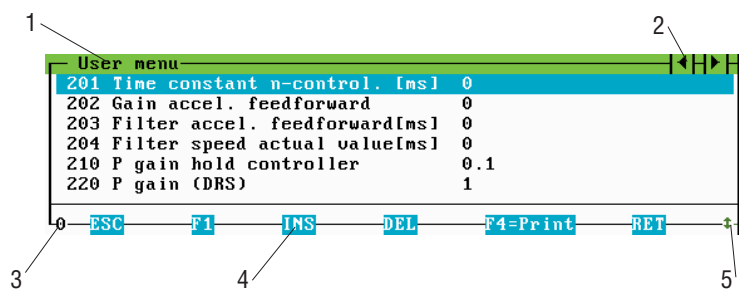 1
2
User menu
201 Time constant n-control. [ms] 0
202 Gain accel. feedforward 0
203 Filter accel. feedforward[ms] 0
204 Filter speed actual value[ms] 0
210 P gain hold controller 0.1
220 P gain (DRS) 1
0 ESC F1 INS DEL F4=Print RET
3
4
5